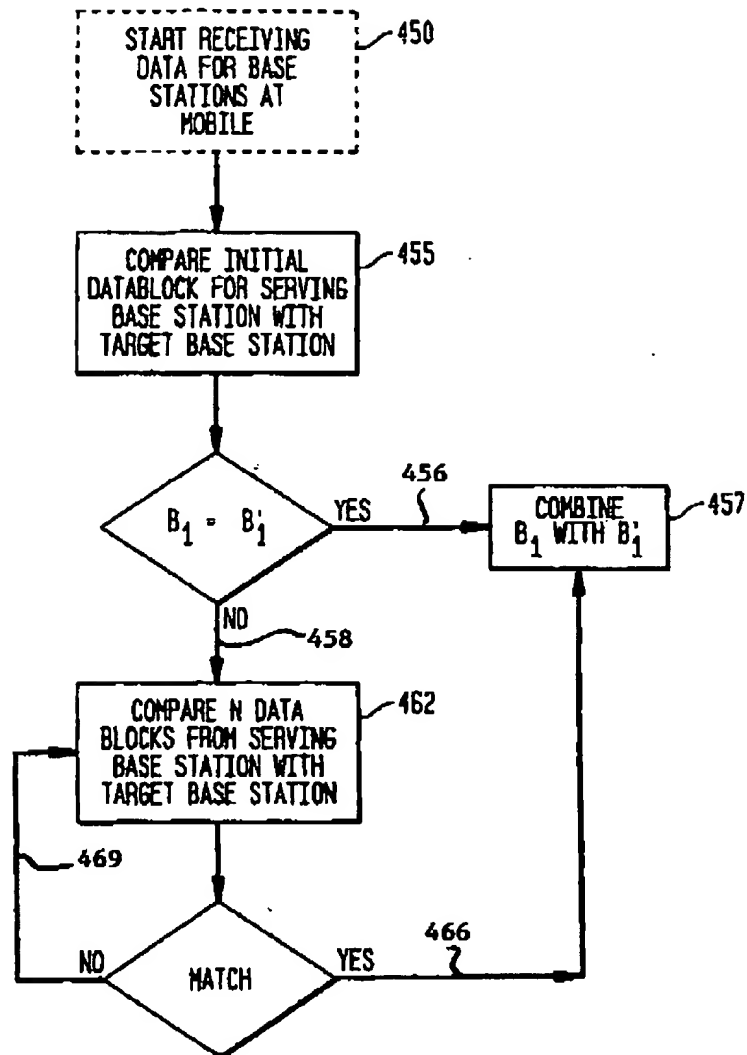 START RECEIVING
DATA FOR BASE
STATIONS AT
MOBILE
450
COMPARE INITIAL
DATABLOCK FOR SERVING
BASE STATION WITH
TARGET BASE STATION
455
B1 = B1'
YES
456
COMBINE
B1 WITH B1'
457
NO
458
COMPARE N DATA
BLOCKS FROM SERVING
BASE STATION WITH
TARGET BASE STATION
462
469
NO
MATCH
YES
466